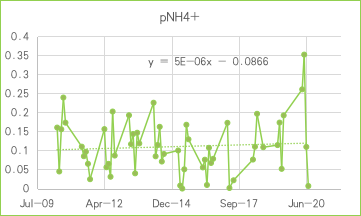 pNH4+
y = 5E-06x - 0.0866
0.4
0.35
0.3
0.25
0.2
0.15
0.1
0.05
0
Jul-09
Apr-12
Dec-14
Sep-17
Jun-20